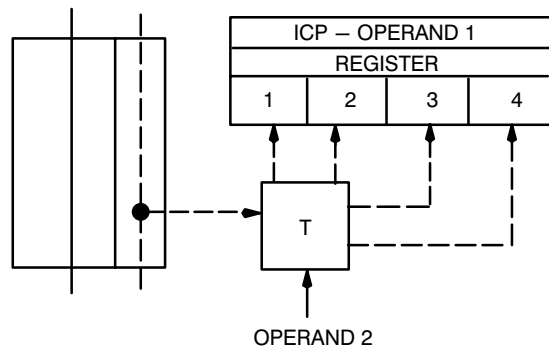 ICP – OPERAND 1
REGISTER
1 2 3 4
T
OPERAND 2